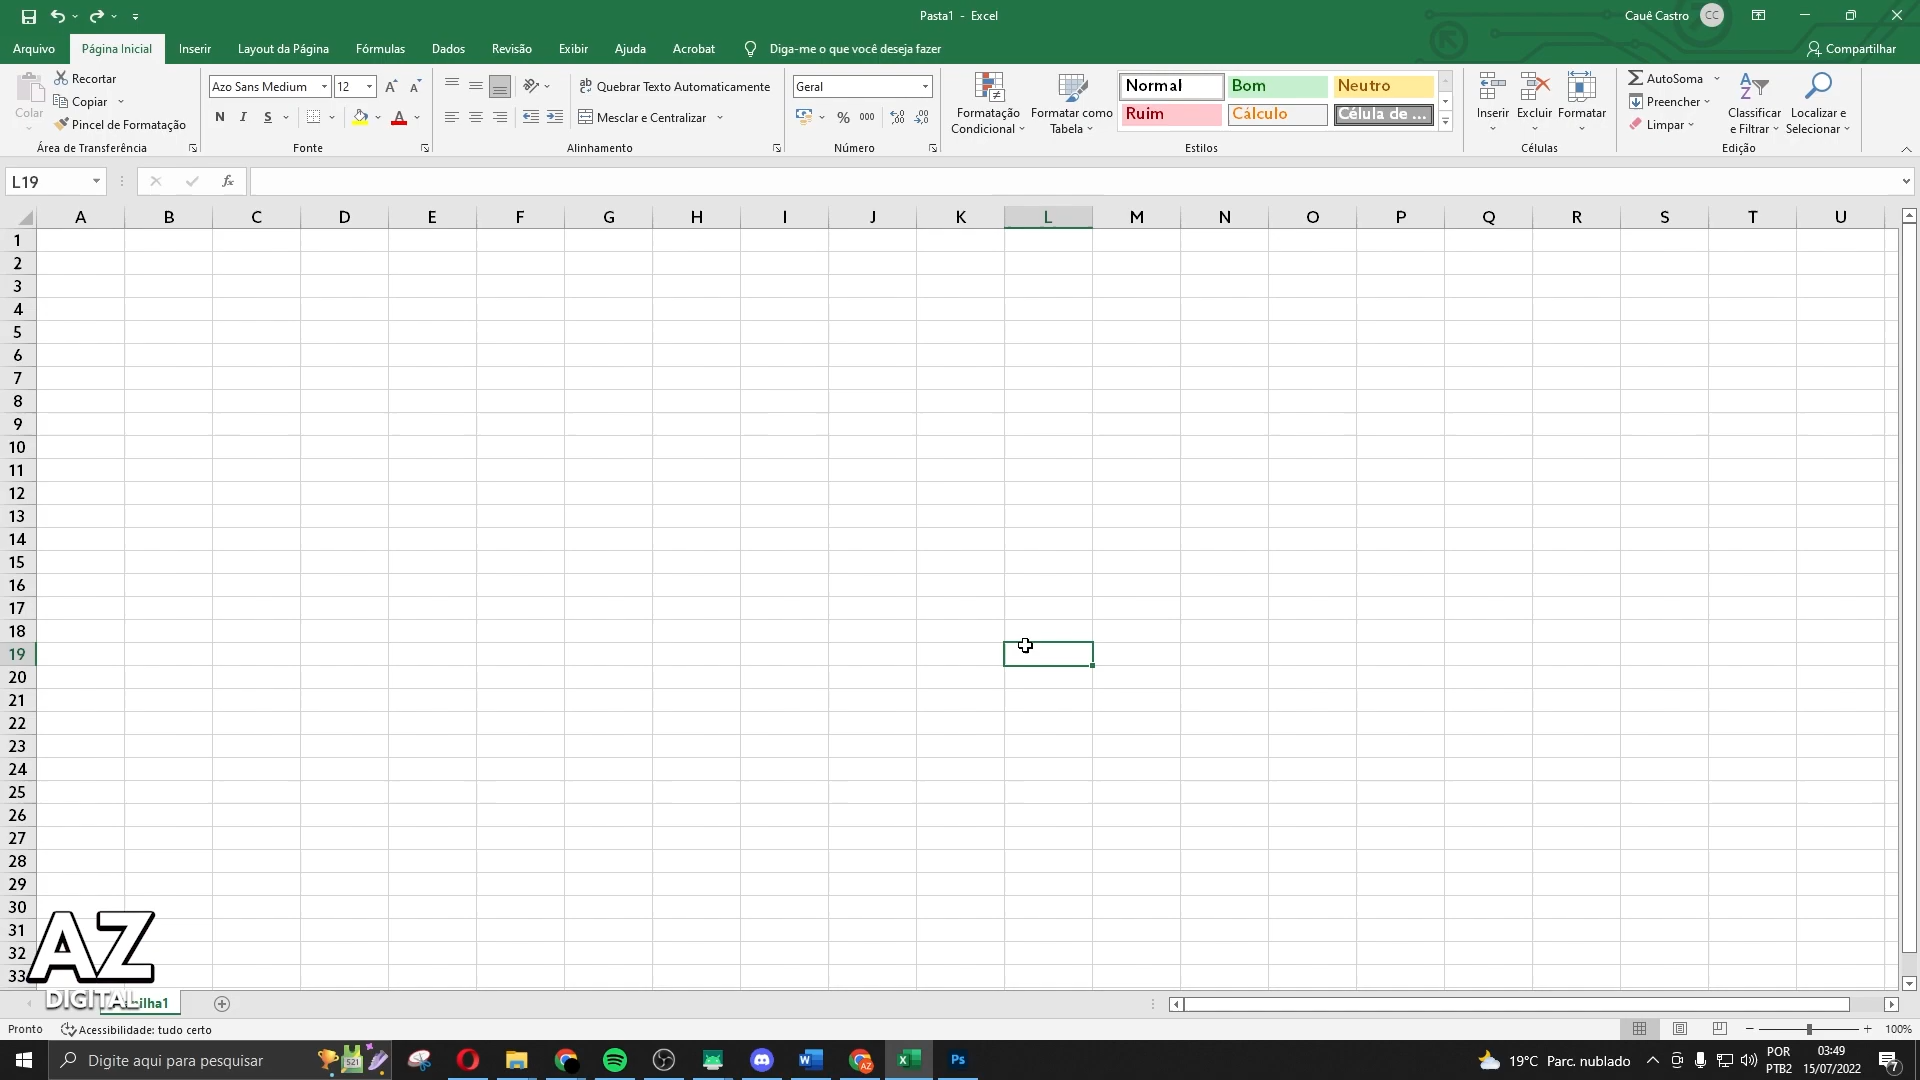 Pasta1 - Excel
Cauê Castro
CC
Arquivo
Página Inicial
Inserir
Layout da Página
Fórmulas
Dados
Revisão
Exibir
Ajuda
Acrobat
Diga-me o que você deseja fazer
Compartilhar
Colar
Recortar
Copiar
Pincel de Formatação
Área de Transferência
Azo Sans Medium
12
N
I
S
Fonte
Quebrar Texto Automaticamente
Mesclar e Centralizar
Alinhamento
Geral
%
000
Número
Formatação
Condicional
Formatar como
Tabela
Normal
Bom
Neutro
Ruim
Cálculo
Célula de ...
Estilos
Inserir
Excluir
Formatar
Células
AutoSoma
Preencher
Limpar
Classificar
e Filtrar
Localizar e
Selecionar
Edição
L19
fx
A B C D E F G H I J K L M N O P Q R S T U
1
2
3
4
5
6
7
8
9
10
11
12
13
14
15
16
17
18
19
20
21
22
23
24
25
26
27
28
29
30
31
32
33
AZ
DIGITAL
ilha1
Pronto
Acessibilidade: tudo certo
100%
Digite aqui para pesquisar
19°C Parc. nublado
POR
PTB2
03:49
15/07/2022
7